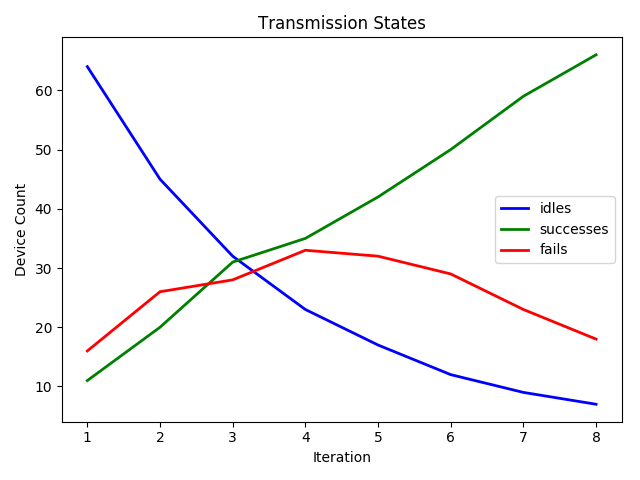 Transmission States
Device Count
60
50
40
30
20
10
idles
successes
fails
1 2 3 4 5 6 7 8
Iteration